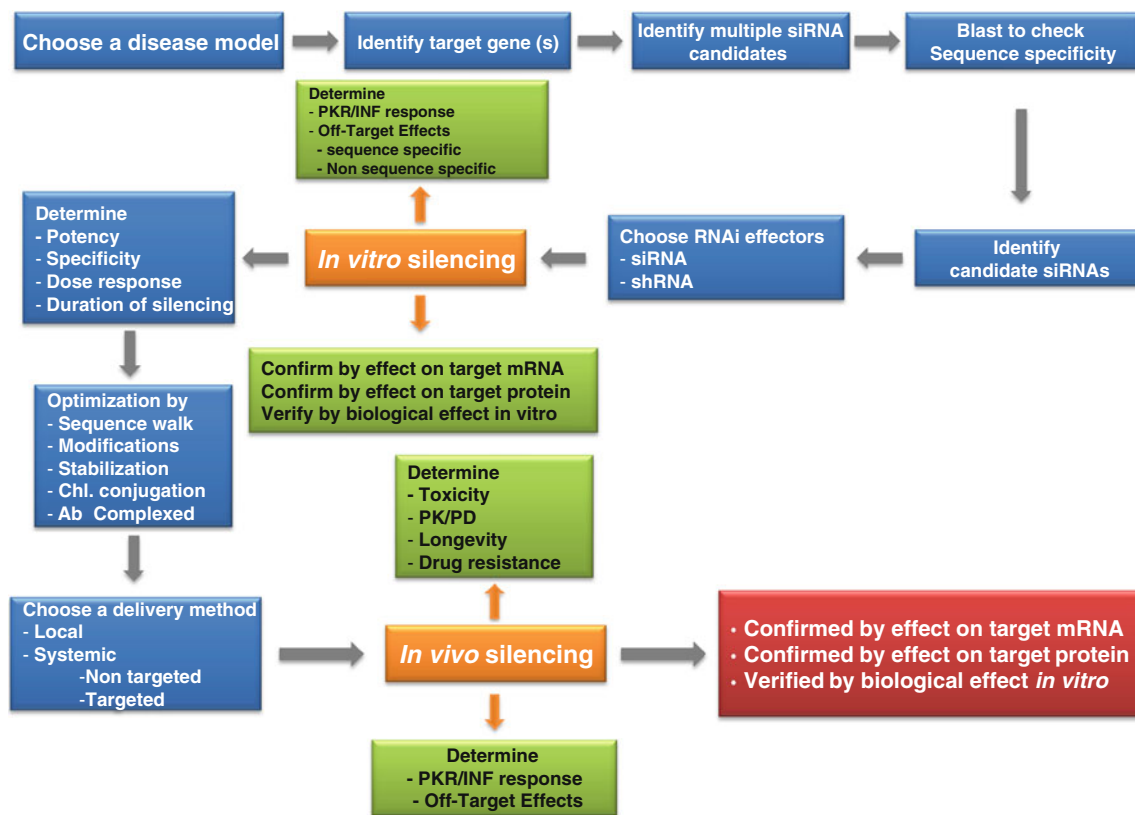 Choose a disease model
Identify target gene (s)
Identify multiple siRNA
candidates
Blast to check
Sequence specificity
Determine
- PKR/INF response
- Off-Target Effects
- sequence specific
- Non sequence specific
Determine
- Potency
- Specificity
- Dose response
- Duration of silencing
In vitro silencing
Choose RNAi effectors
- siRNA
- shRNA
Identify
candidate siRNAs
Confirm by effect on target mRNA
Confirm by effect on target protein
Verify by biological effect in vitro
Optimization by
- Sequence walk
- Modifications
- Stabilization
- Chl. conjugation
- Ab Complexed
Determine
- Toxicity
- PK/PD
- Longevity
- Drug resistance
Choose a delivery method
- Local
- Systemic
-Non targeted
-Targeted
In vivo silencing
• Confirmed by effect on target mRNA
• Confirmed by effect on target protein
• Verified by biological effect in vitro
Determine
- PKR/INF response
- Off-Target Effects